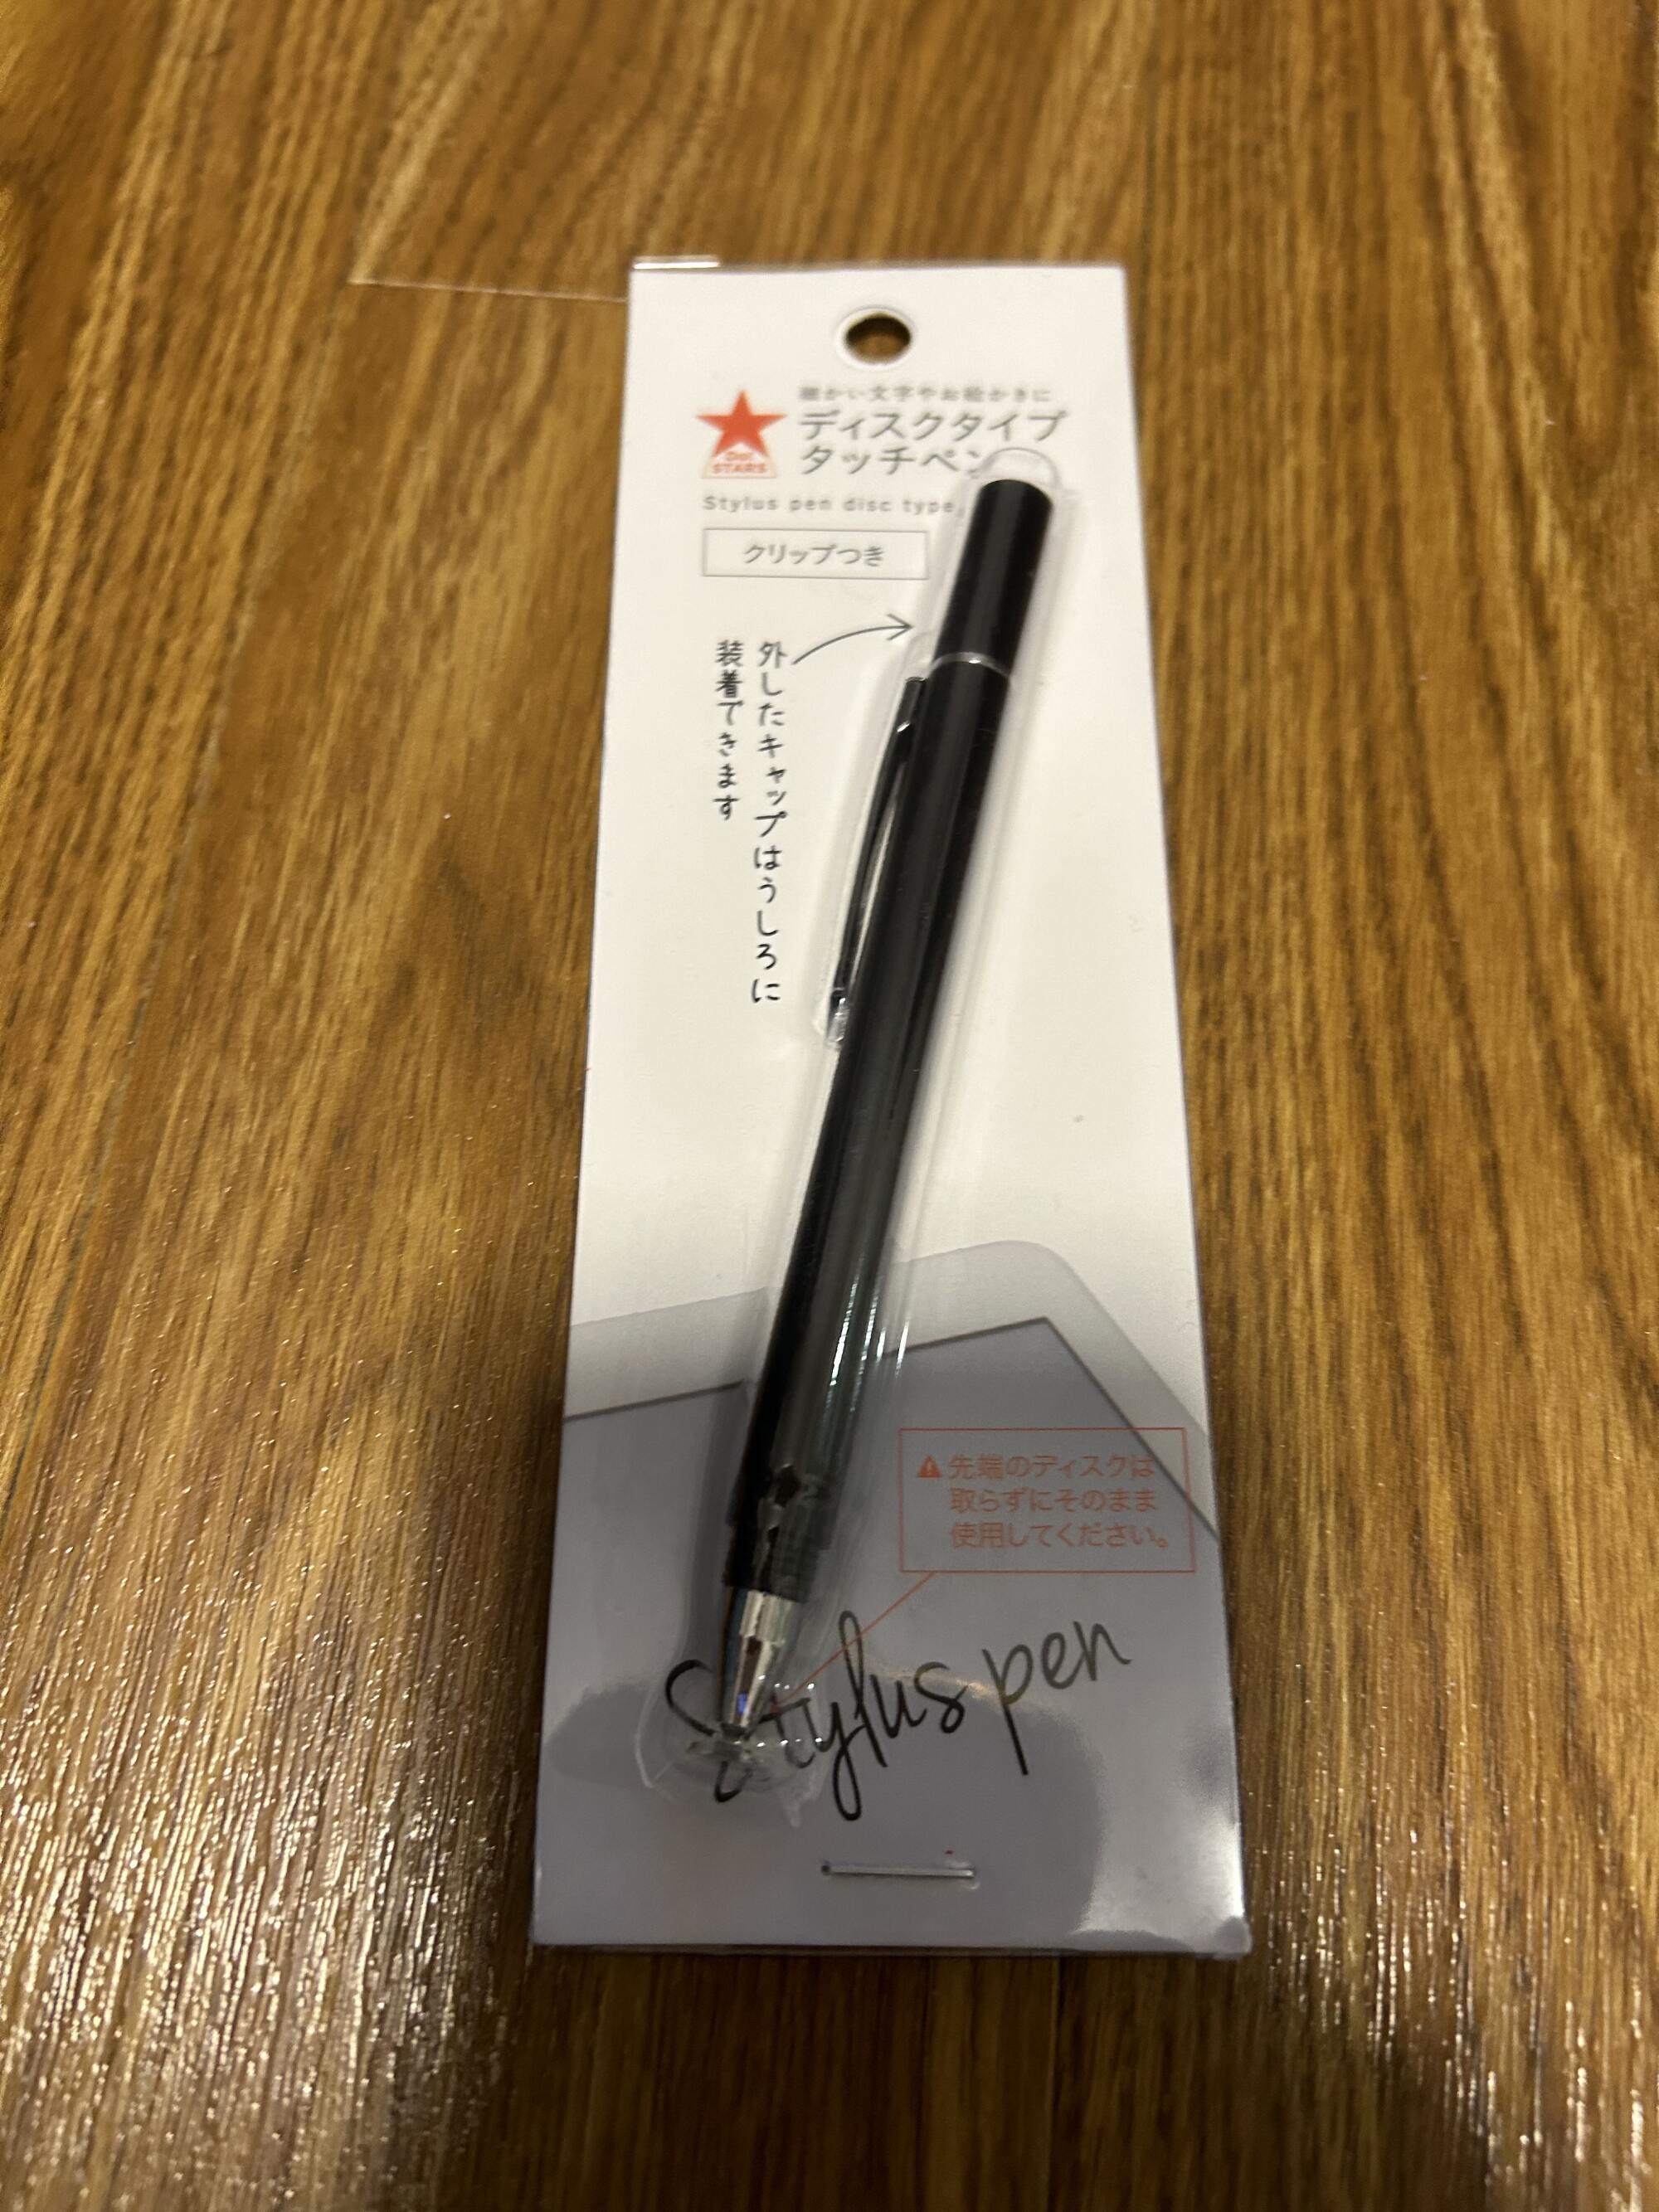 細かい文字やお絵かきに
ディスクタイプ
タッチペン
Do!
STARS
Stylus pen disc type
クリップつき
外したキャップはうしろに
装着できます
先端のディスクは
取らずにそのまま
使用してください。
Stylus pen